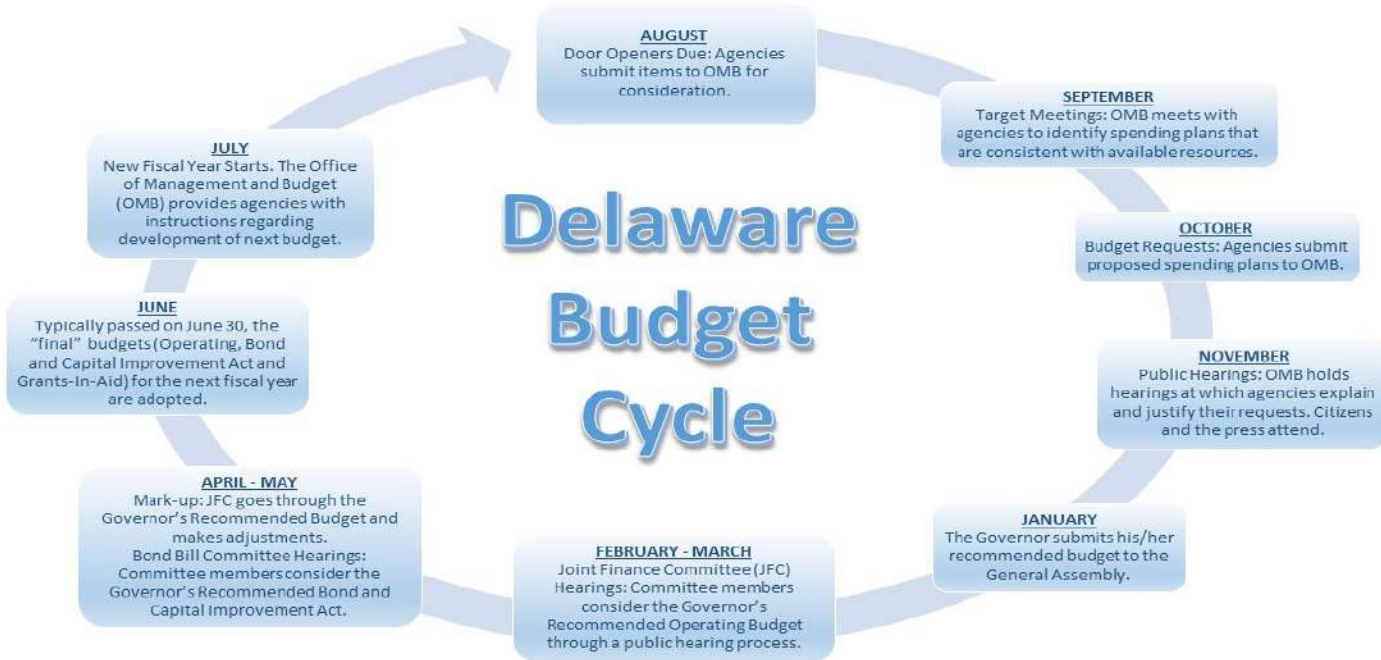 AUGUST
Door Openers Due: Agencies
submit items to OMB for
consideration.
SEPTEMBER
Target Meetings: OMB meets with
agencies to identify spending plans that
are consistent with available resources.
OCTOBER
Budget Requests: Agencies submit
proposed spending plans to OMB.
NOVEMBER
Public Hearings: OMB holds
hearings at which agencies explain
and justify their requests. Citizens
and the press attend.
JANUARY
The Governor submits his/her
recommended budget to the
General Assembly.
FEBRUARY - MARCH
Joint Finance Committee (JFC)
Hearings: Committee members
consider the Governor's
Recommended Operating Budget
through a public hearing process.
APRIL - MAY
Mark-up: JFC goes through the
Governor's Recommended Budget and
makes adjustments.
Bond Bill Committee Hearings:
Committee members consider the
Governor's Recommended Bond and
Capital Improvement Act.
JUNE
Typically passed on June 30, the
"final" budgets (Operating, Bond
and Capital Improvement Act and
Grants-In-Aid) for the next fiscal year
are adopted.
JULY
New Fiscal Year Starts. The Office
of Management and Budget
(OMB) provides agencies with
instructions regarding
development of next budget.
Delaware
Budget
Cycle